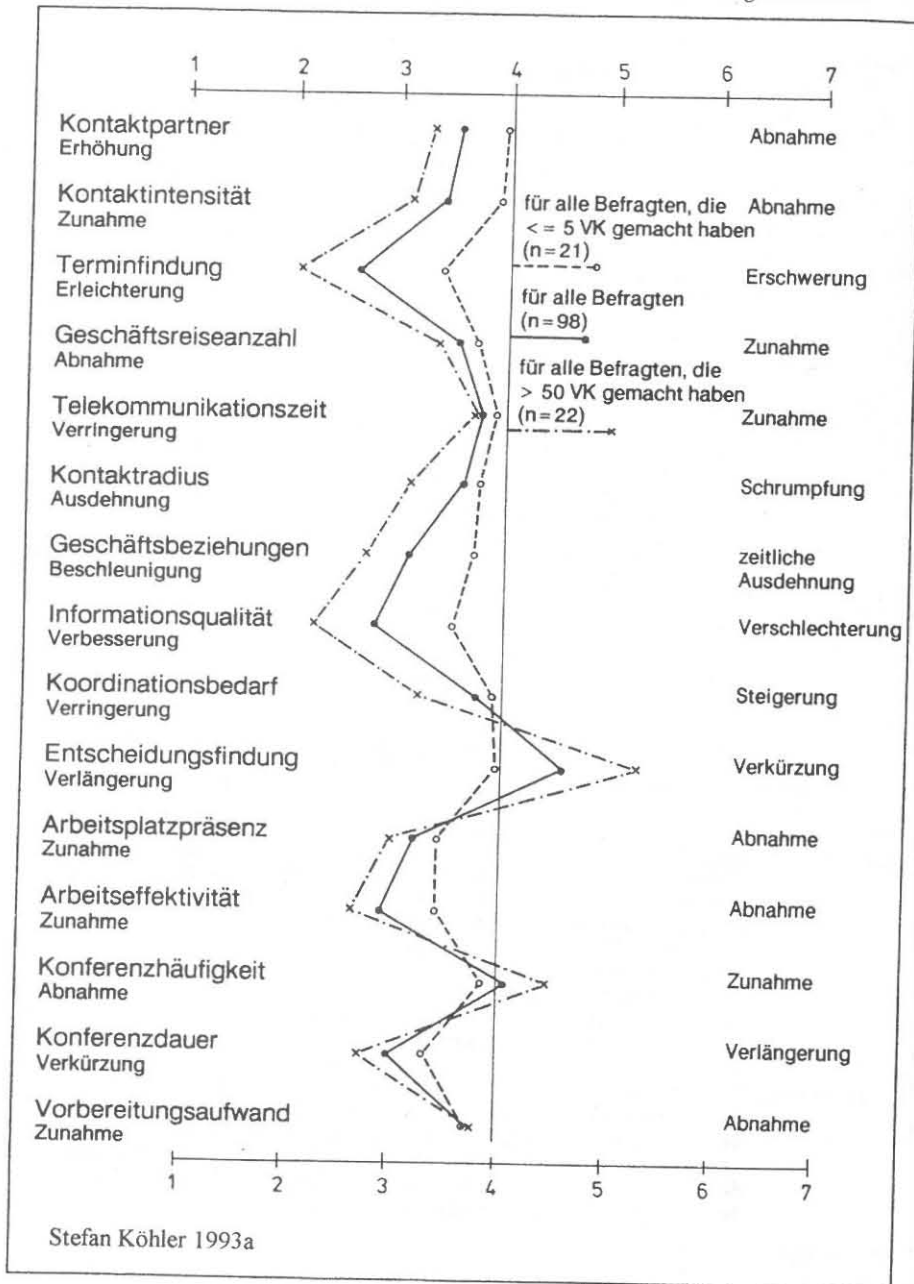 1 2 3 4 5 6 7
Kontaktpartner
Erhöhung
Abnahme
Kontaktintensität
Zunahme
Abnahme
für alle Befragten, die
< = 5 VK gemacht haben
(n=21)
Terminfindung
Erleichterung
Erschwerung
für alle Befragten
(n=98)
Geschäftsreiseanzahl
Abnahme
Zunahme
für alle Befragten, die
> 50 VK gemacht haben
(n=22)
Telekommunikationszeit
Verringerung
Zunahme
Kontaktradius
Ausdehnung
Schrumpfung
Geschäftsbeziehungen
Beschleunigung
zeitliche
Ausdehnung
Informationsqualität
Verbesserung
Verschlechterung
Koordinationsbedarf
Verringerung
Steigerung
Entscheidungsfindung
Verlängerung
Verkürzung
Arbeitsplatzpräsenz
Zunahme
Abnahme
Arbeitseffektivität
Zunahme
Abnahme
Konferenzhäufigkeit
Abnahme
Zunahme
Konferenzdauer
Verkürzung
Verlängerung
Vorbereitungsaufwand
Zunahme
Abnahme
1 2 3 4 5 6 7
Stefan Köhler 1993a